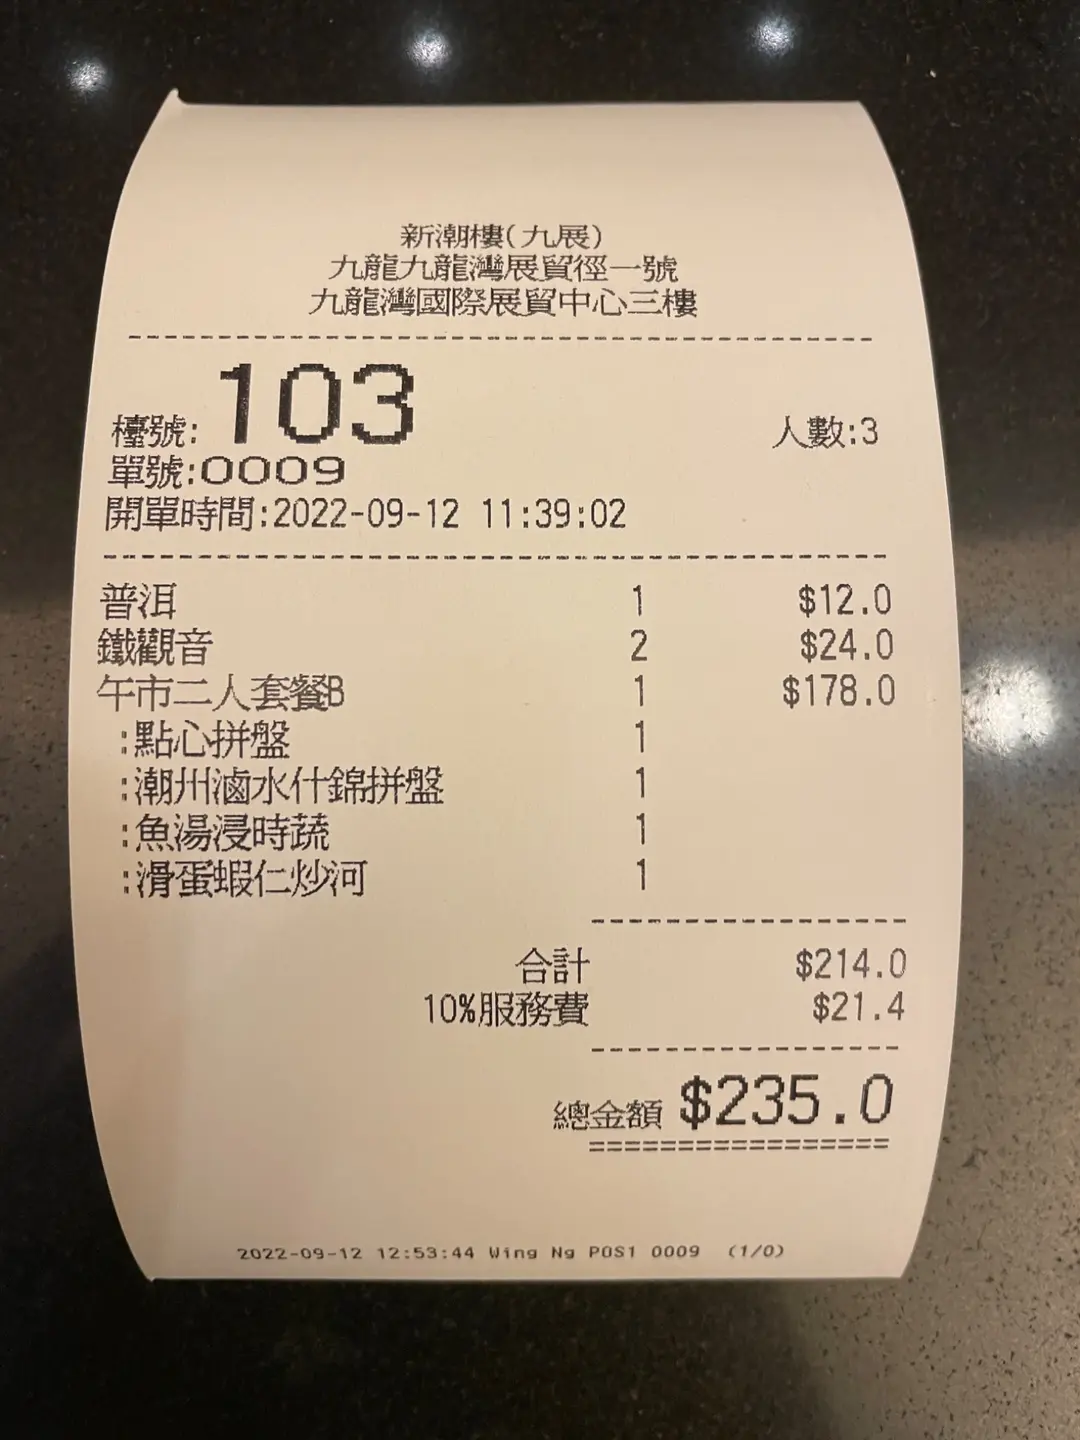 新潮樓(九展)
九龍九龍灣展貿徑一號
九龍灣國際展貿中心三樓
檯號: 103 人數:3
單號:0009
開單時間:2022-09-12 11:39:02
普洱 1 $12.0
鐵觀音 2 $24.0
午市二人套餐B 1 $178.0
:點心拼盤 1
:潮州滷水什錦拼盤 1
:魚湯浸時蔬 1
:滑蛋蝦仁炒河 1
合計 $214.0
10%服務費 $21.4
總金額 $235.0
2022-09-12 12:53:44 Wing Ng POS1 0009 (1/0)